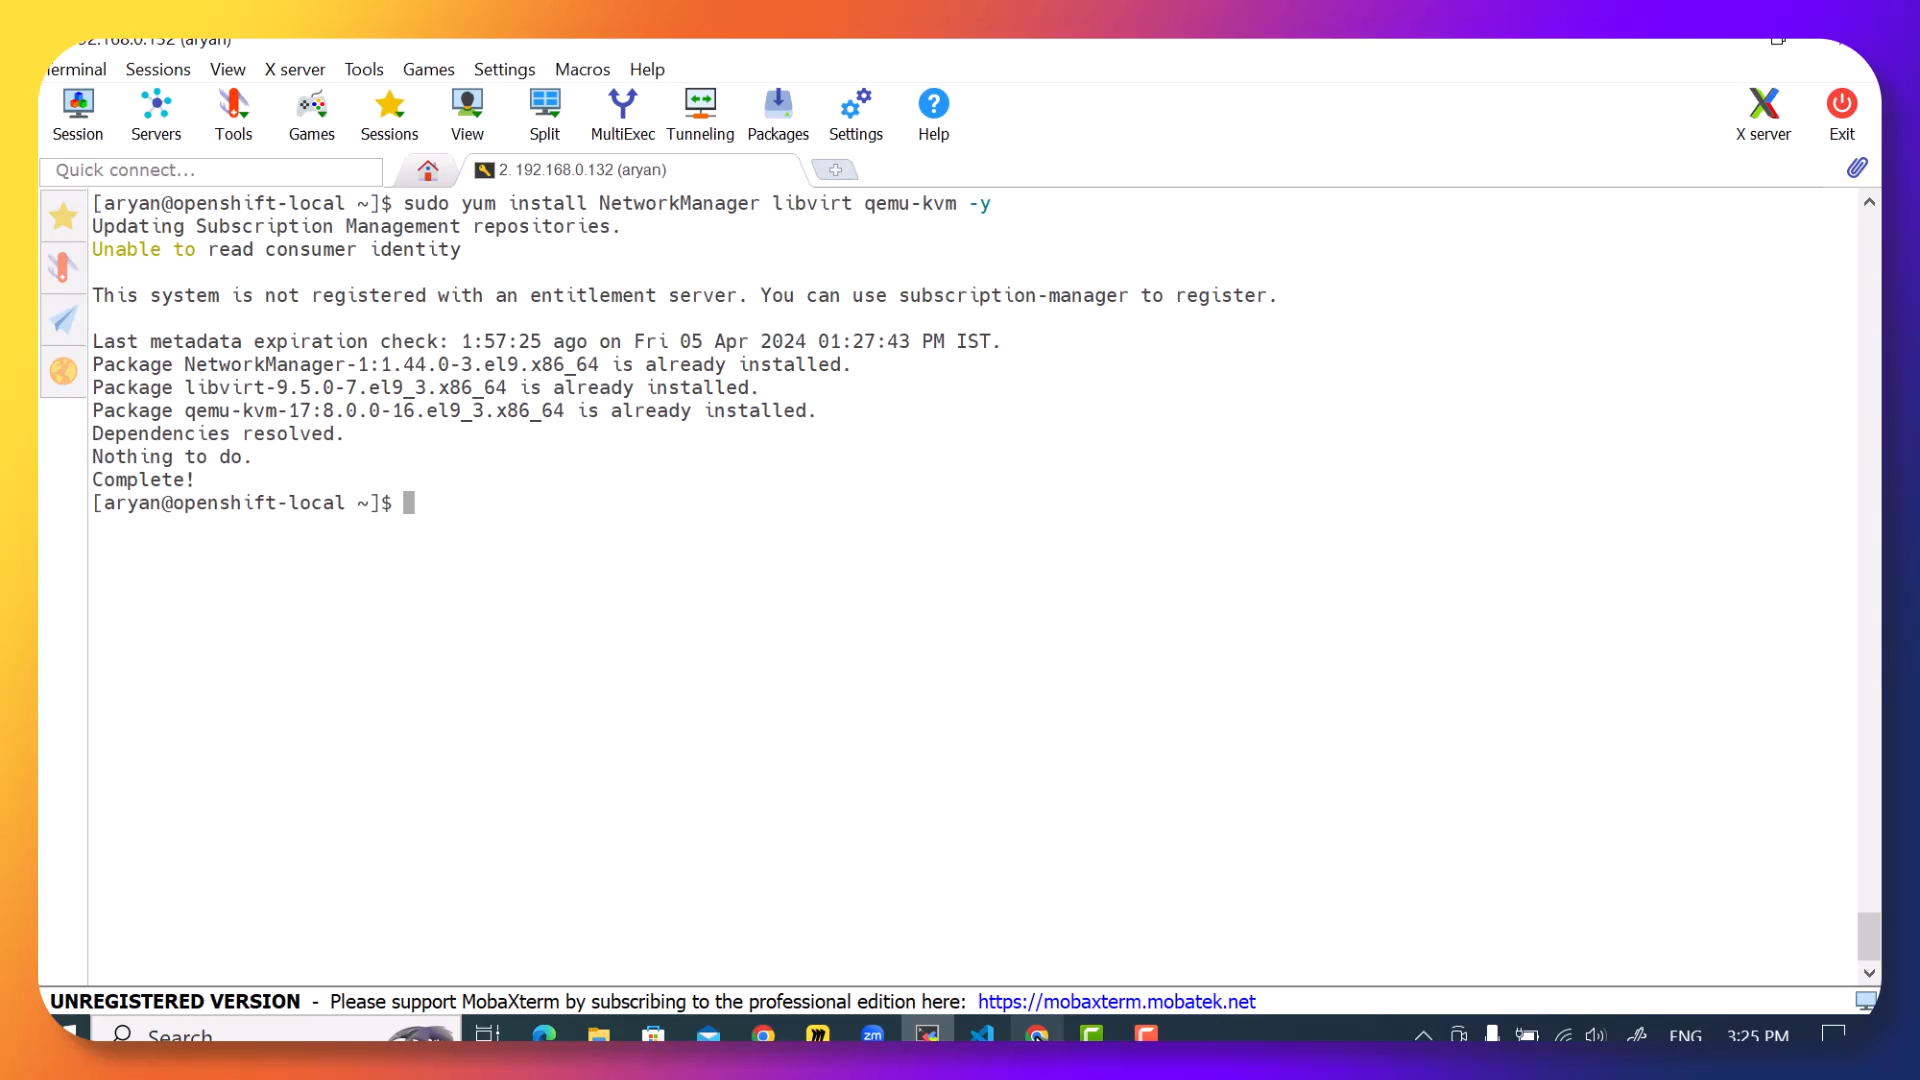 192.168.0.132 (aryan)
Terminal Sessions View X server Tools Games Settings Macros Help
Session Servers Tools Games Sessions View Split MultiExec Tunneling Packages Settings Help X server Exit
Quick connect...
2. 192.168.0.132 (aryan)
[aryan@openshift-local ~]$ sudo yum install NetworkManager libvirt qemu-kvm -y
Updating Subscription Management repositories.
Unable to read consumer identity
This system is not registered with an entitlement server. You can use subscription-manager to register.
Last metadata expiration check: 1:57:25 ago on Fri 05 Apr 2024 01:27:43 PM IST.
Package NetworkManager-1:1.44.0-3.el9.x86_64 is already installed.
Package libvirt-9.5.0-7.el9_3.x86_64 is already installed.
Package qemu-kvm-17:8.0.0-16.el9_3.x86_64 is already installed.
Dependencies resolved.
Nothing to do.
Complete!
[aryan@openshift-local ~]$
UNREGISTERED VERSION - Please support MobaXterm by subscribing to the professional edition here: https://mobaxterm.mobatek.net
Search zm ENG 3:25 PM